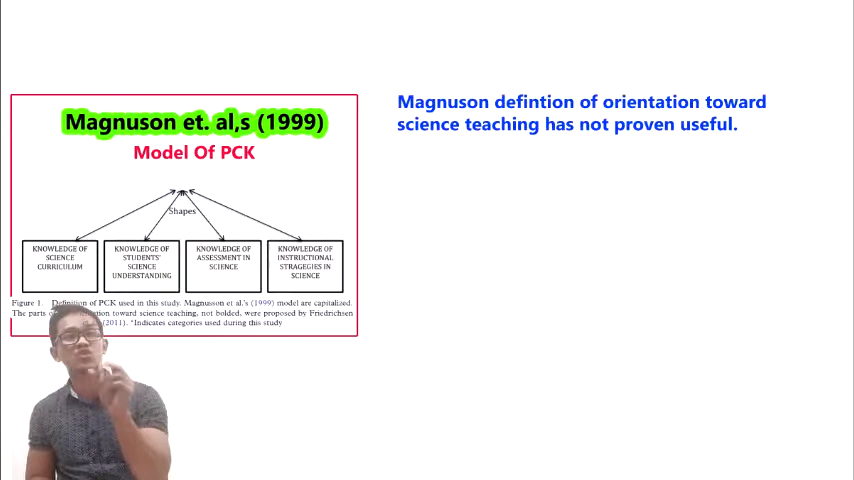 Magnuson et. al,s (1999)
Model Of PCK
Shapes
KNOWLEDGE OF
SCIENCE
CURRICULUM
KNOWLEDGE OF
STUDENTS'
SCIENCE
UNDERSTANDING
KNOWLEDGE OF
ASSESSMENT IN
SCIENCE
KNOWLEDGE OF
INSTRUCTIONAL
STRAGEGIES IN
SCIENCE
Figure 1. Definition of PCK used in this study. Magnusson et al.'s (1999) model are capitalized.
The parts toward science teaching, not bolded, were proposed by Friedrichsen
(2011). *Indicates categories used during this study
Magnuson defintion of orientation toward
science teaching has not proven useful.